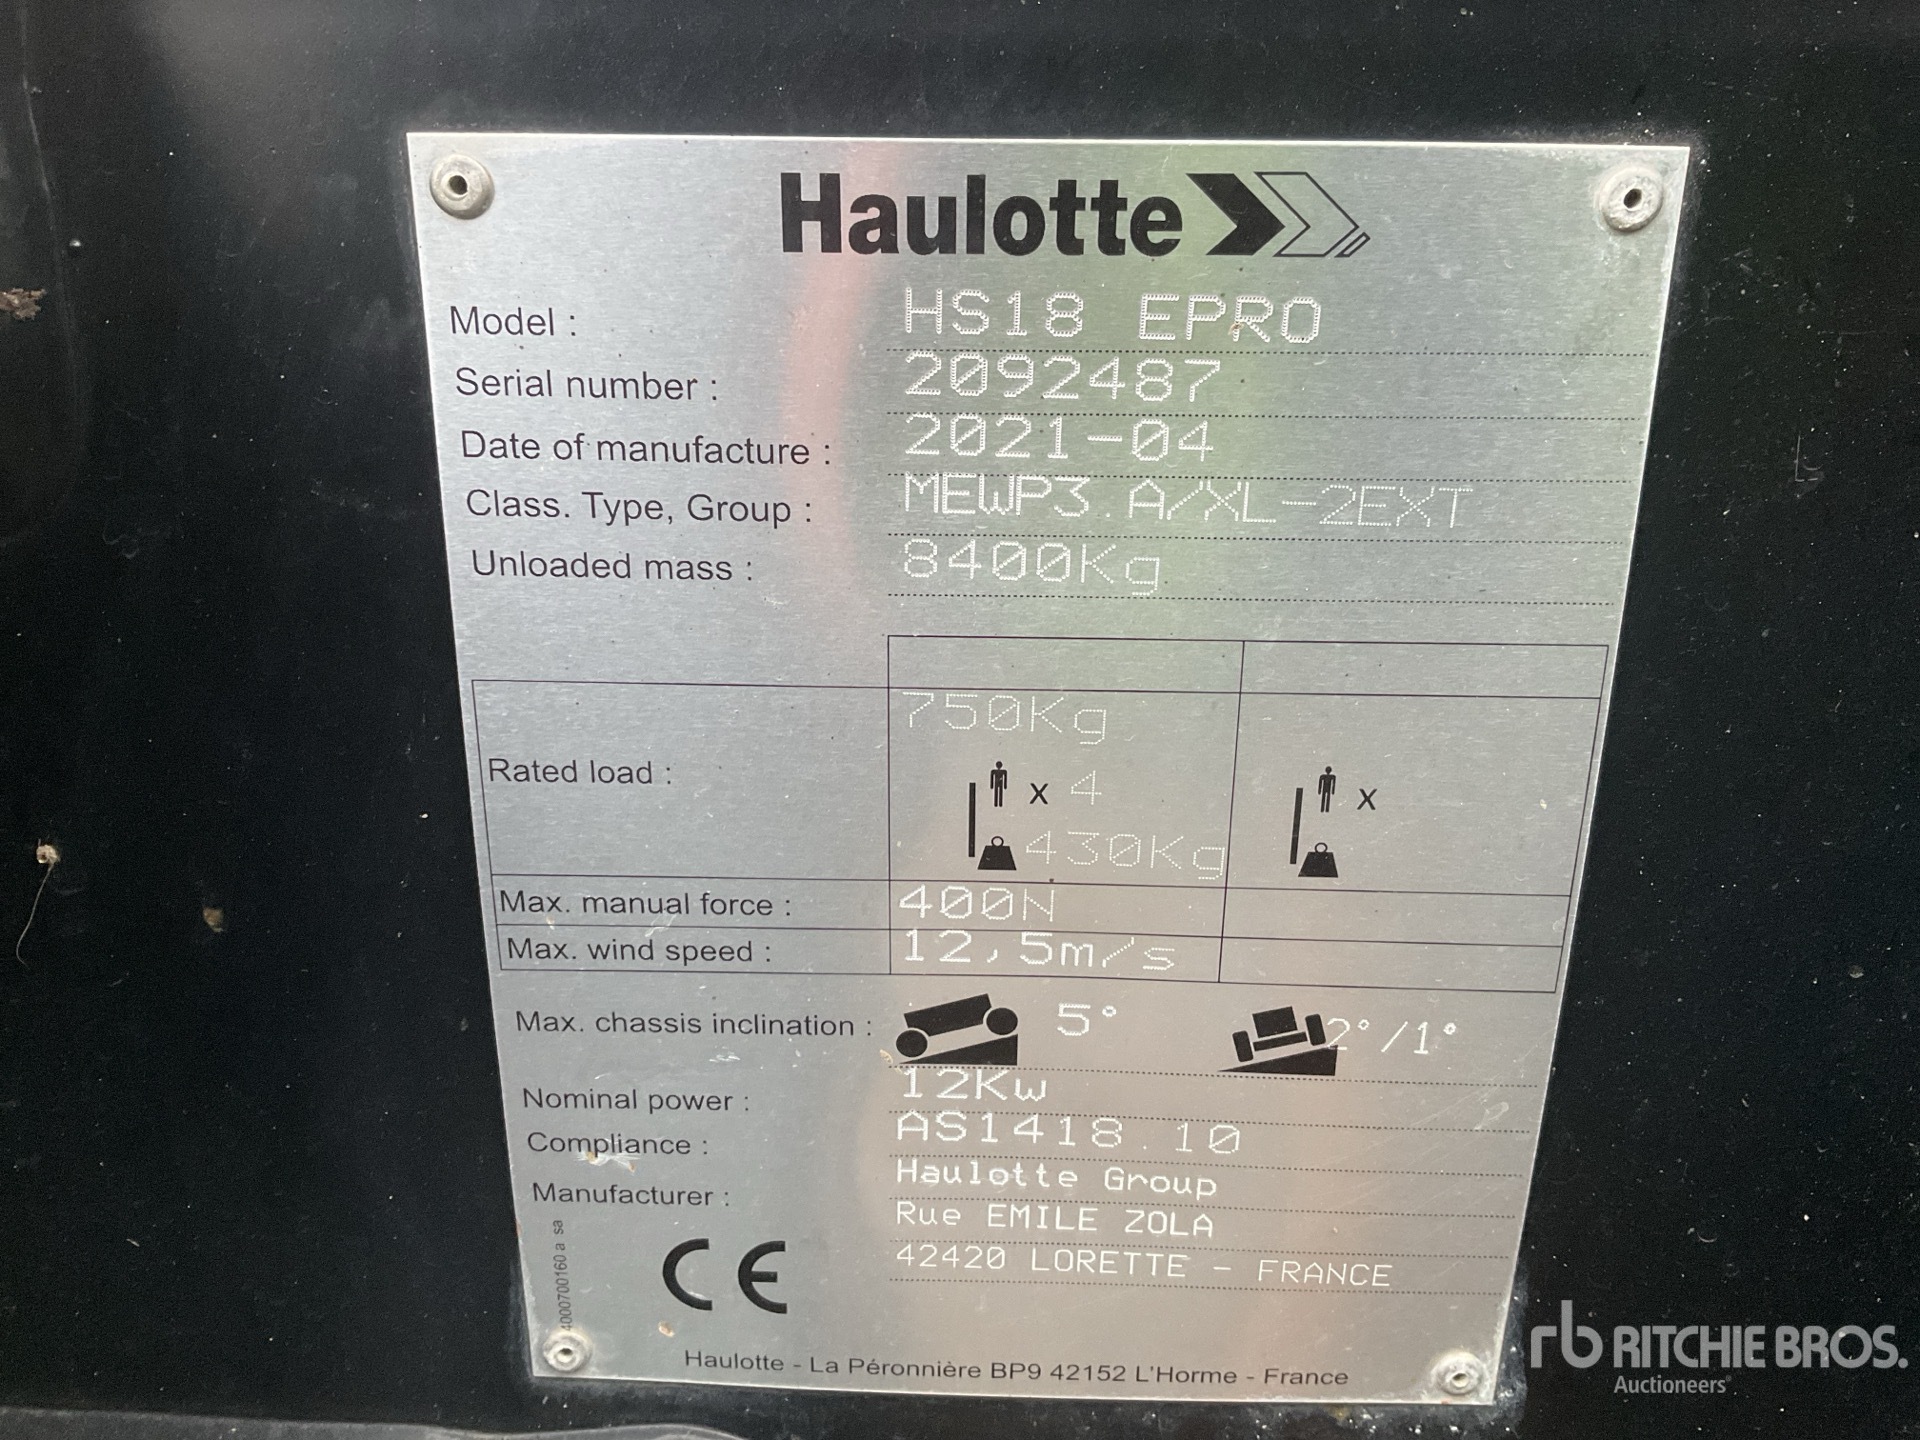 Haulotte
Model : HS18 EPRO
Serial number : 2092487
Date of manufacture : 2021-04
Class. Type, Group : MEWP3.A/XL-2EXT
Unloaded mass : 8400Kg
750Kg
Rated load : x 4 x
430Kg
Max. manual force : 400N
Max. wind speed : 12,5m/s
Max. chassis inclination : 5° 2°/1°
Nominal power : 12Kw
Compliance : AS1418.10
Manufacturer : Haulotte Group
Rue EMILE ZOLA
42420 LORETTE - FRANCE
CE
4000700160 a sa
Haulotte - La Péronnière BP9 42152 L'Horme - France
rb RITCHIE BROS.
Auctioneers